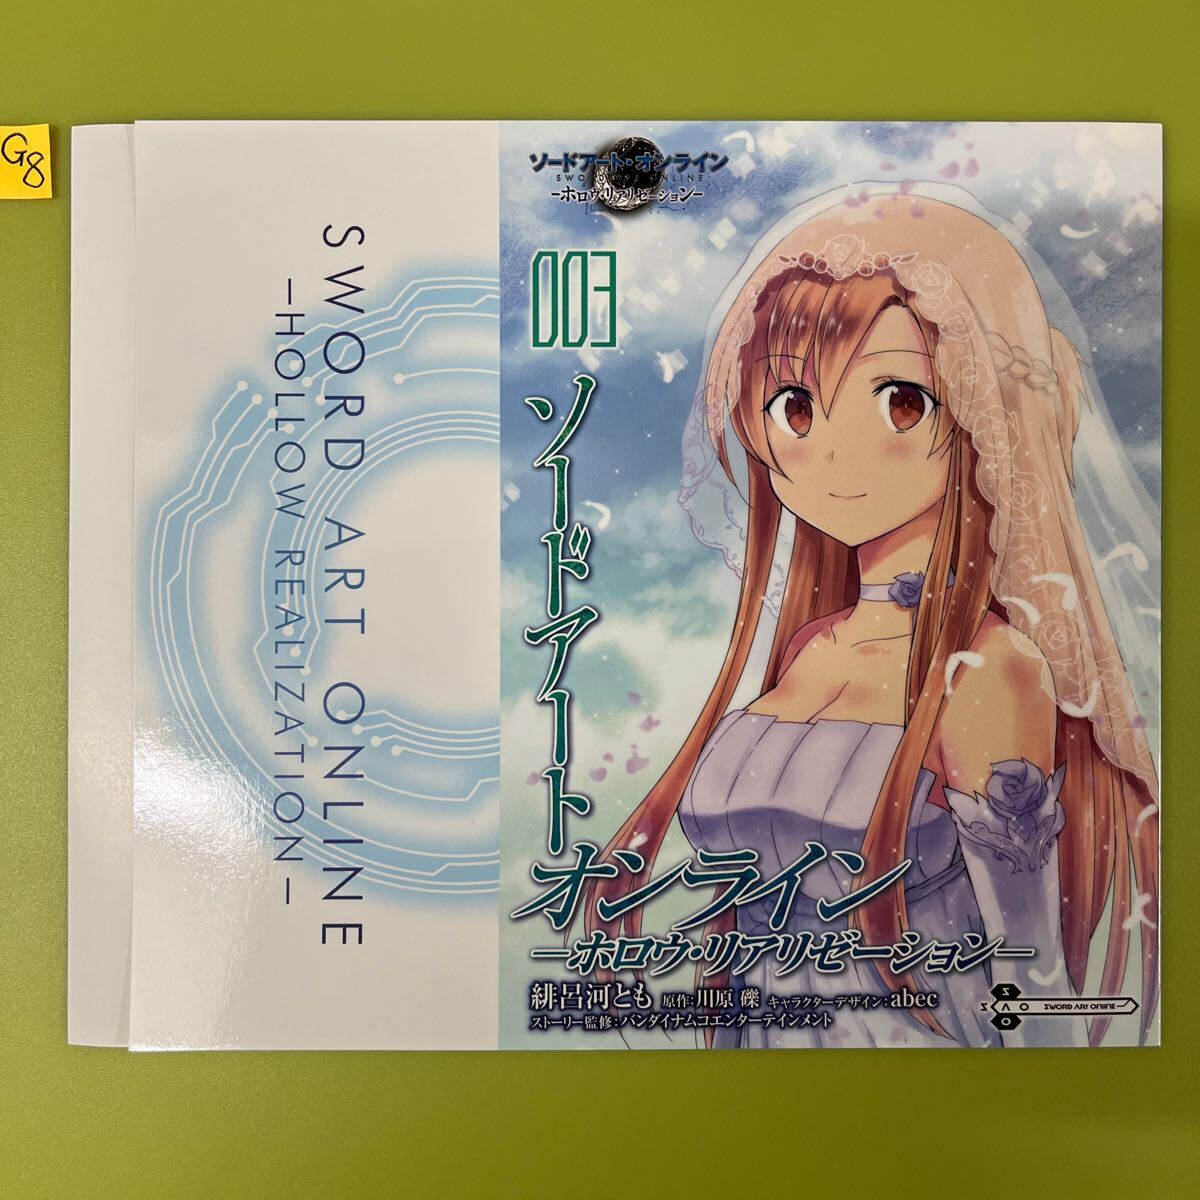 G8
SWORD ART ONLINE
―HOLLOW REALIZATION―
ソードアート・オンライン
SWORD ART ONLINE
-ホロウ・リアリゼーション-
003
ソードアート
オンライン
―ホロウ・リアリゼーション―
緋呂河とも 原作:川原 礫 キャラクターデザイン:abec
ストーリー監修:バンダイナムコエンターテインメント
S
S A O
O
SWORD ART ONLINE